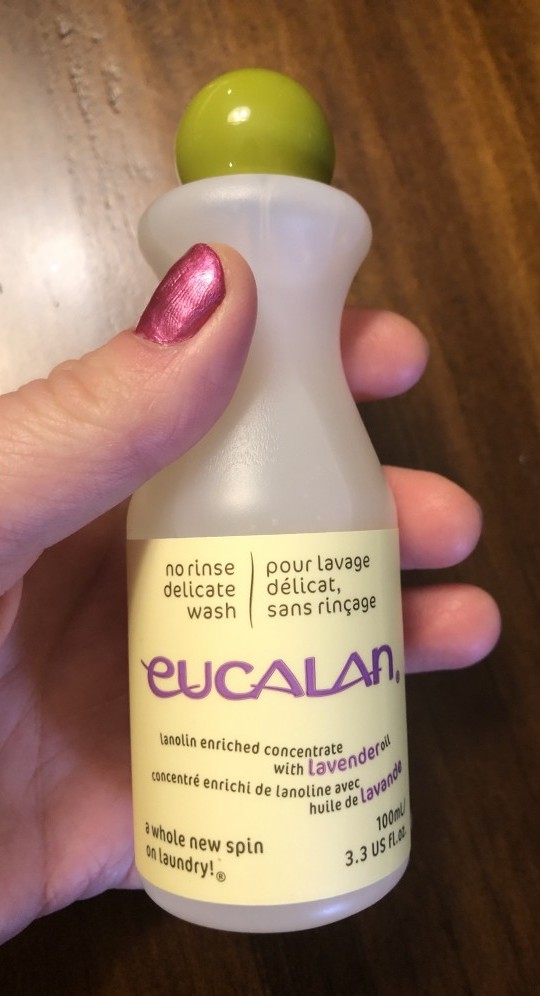 no rinse
delicate
wash
pour lavage
délicat,
sans rinçage
eucalan®
lanolin enriched concentrate
with lavender oil
concentré enrichi de lanoline avec
huile de lavande
a whole new spin
on laundry!®
100mL/
3.3 US fl.oz.